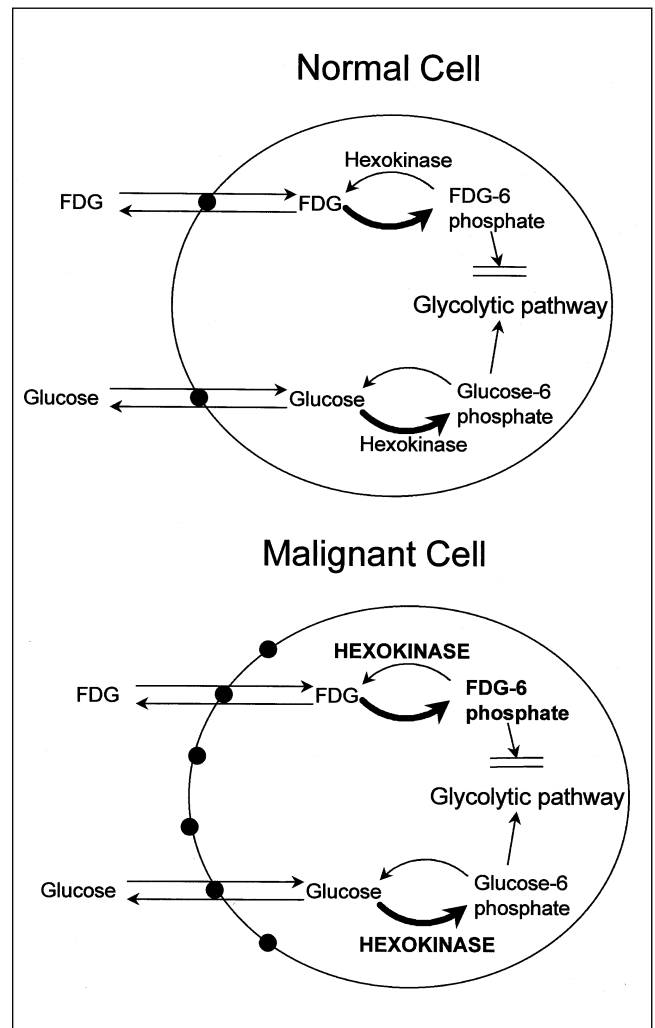 Normal Cell
Hexokinase
FDG
FDG
FDG-6
phosphate
Glycolytic pathway
Glucose
Glucose
Glucose-6
phosphate
Hexokinase
Malignant Cell
HEXOKINASE
FDG
FDG
FDG-6
phosphate
Glycolytic pathway
Glucose
Glucose
Glucose-6
phosphate
HEXOKINASE